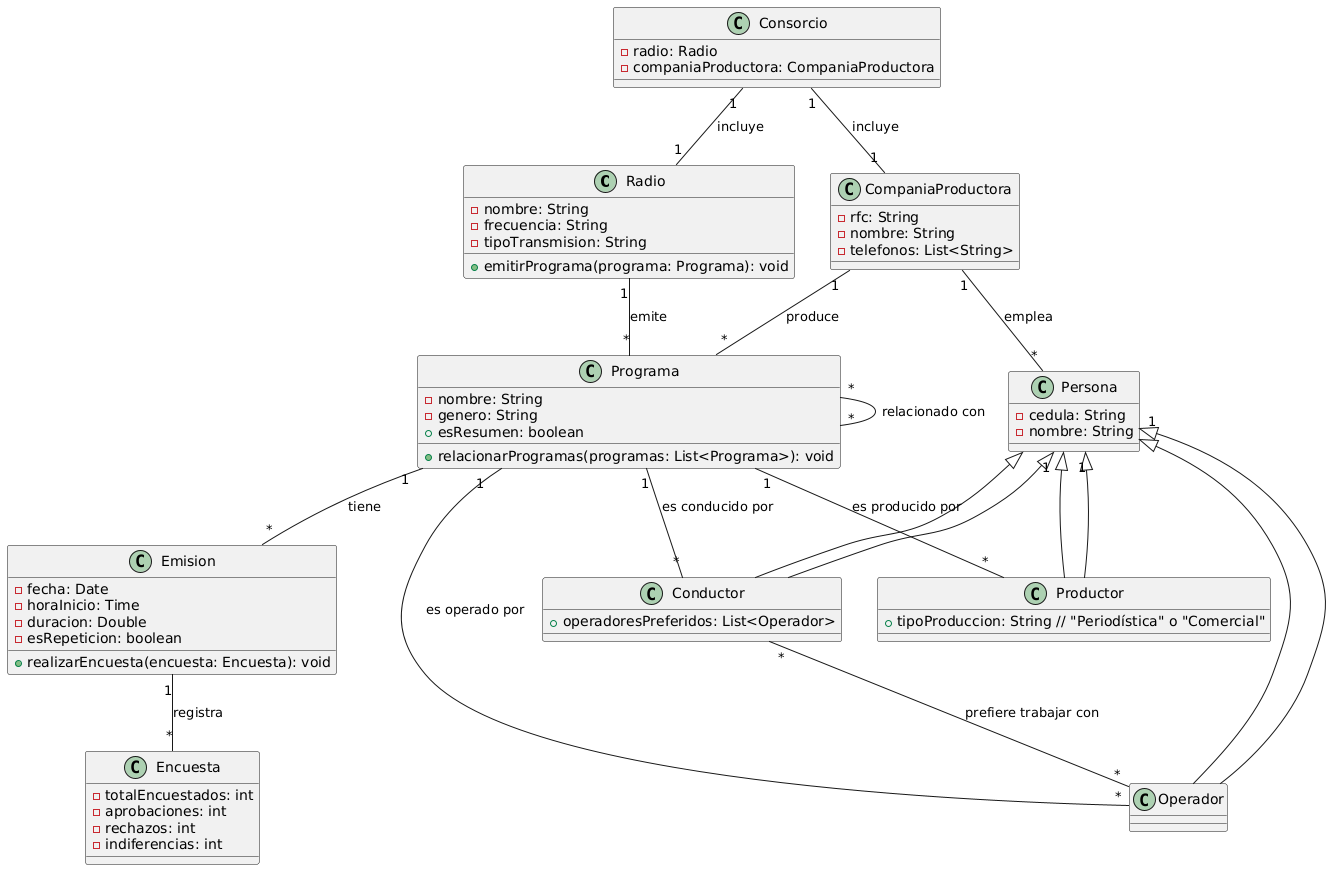 C Consorcio
radio: Radio
companiaProductora: CompaniaProductora
1
1
incluye
incluye
1
1
C Radio
nombre: String
frecuencia: String
tipoTransmision: String
emitirPrograma(programa: Programa): void
C CompaniaProductora
rfc: String
nombre: String
telefonos: List<String>
1
1
1
emite
produce
emplea
*
*
*
C Programa
nombre: String
genero: String
esResumen: boolean
relacionarProgramas(programas: List<Programa>): void
*
relacionado con
*
C Persona
cedula: String
nombre: String
1
1
1
1
1
1
1
tiene
es conducido por
es producido por
*
*
*
C Emision
fecha: Date
horaInicio: Time
duracion: Double
esRepeticion: boolean
realizarEncuesta(encuesta: Encuesta): void
es operado por
C Conductor
operadoresPreferidos: List<Operador>
C Productor
tipoProduccion: String // "Periodística" o "Comercial"
*
1
registra
prefiere trabajar con
*
*
*
C Encuesta
totalEncuestados: int
aprobaciones: int
rechazos: int
indiferencias: int
C Operador